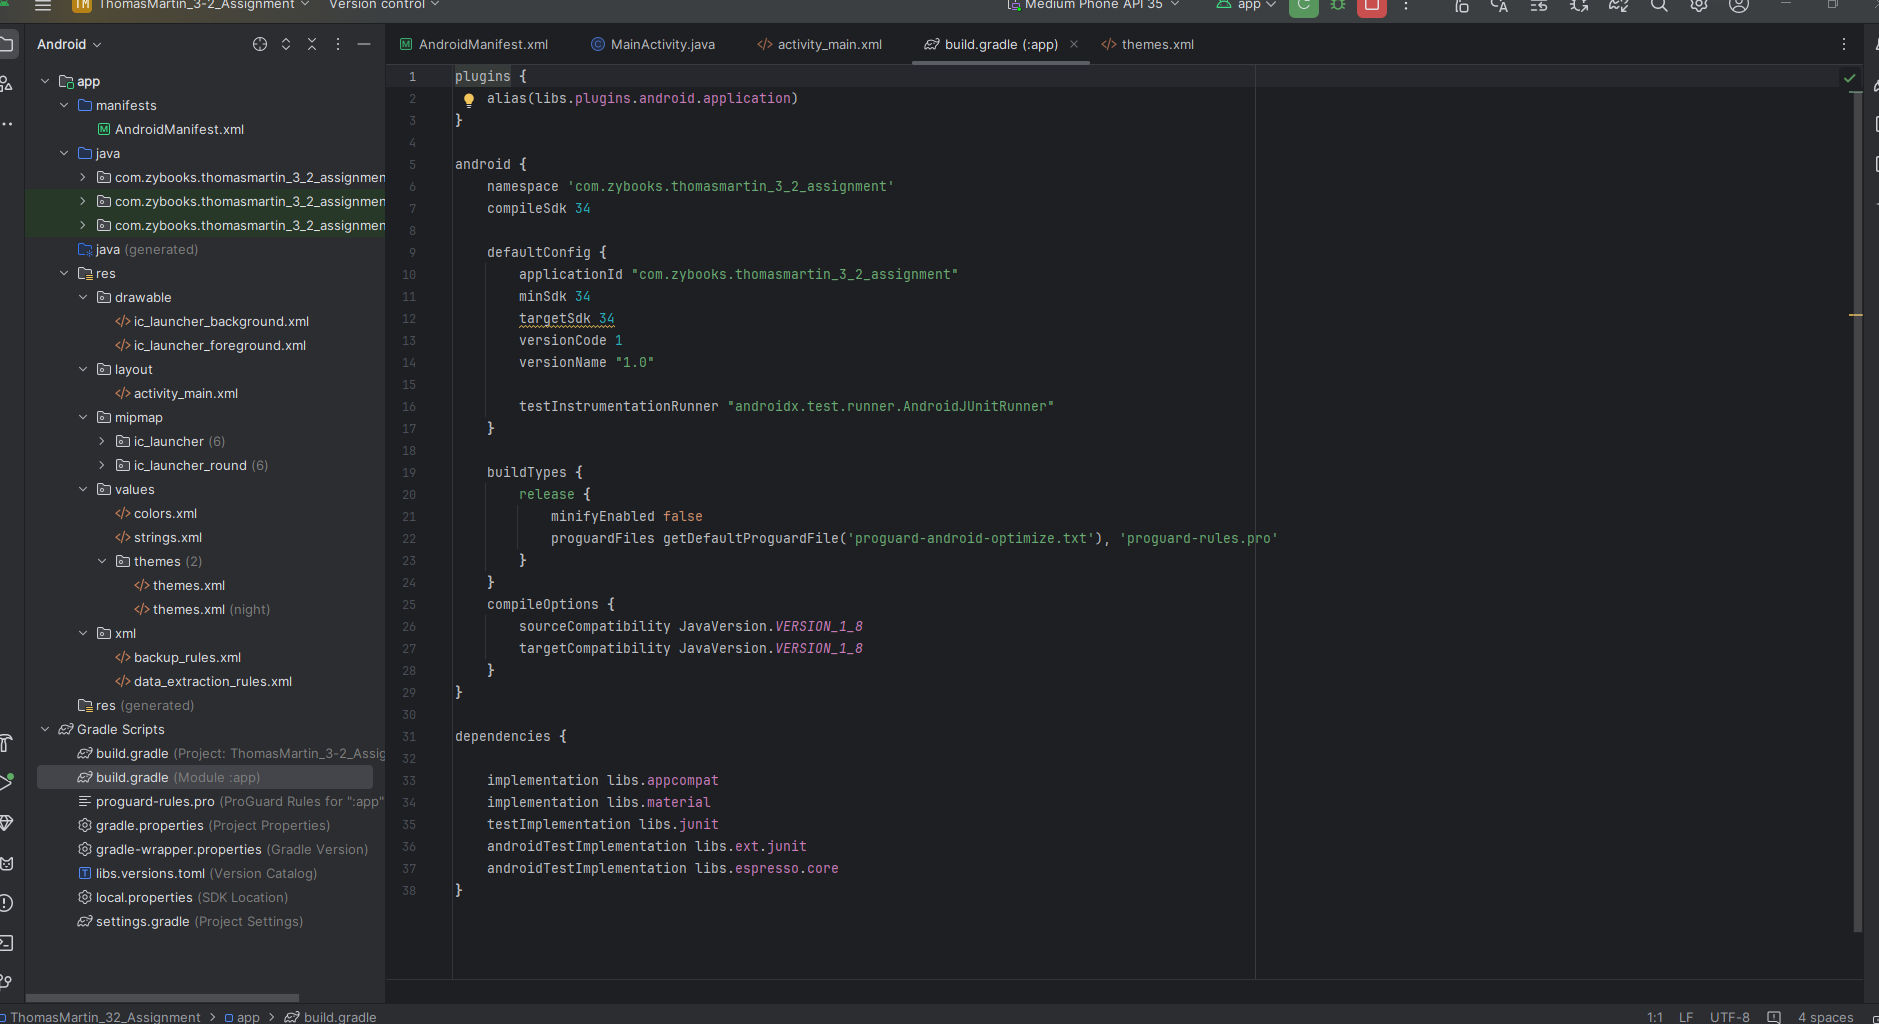 TM ThomasMartin_3-2_Assignment Version control Medium Phone API 35 app
Android
AndroidManifest.xml MainActivity.java activity_main.xml build.gradle (:app) themes.xml
app
manifests
AndroidManifest.xml
java
com.zybooks.thomasmartin_3_2_assignmen
com.zybooks.thomasmartin_3_2_assignmen
com.zybooks.thomasmartin_3_2_assignmen
java (generated)
res
drawable
ic_launcher_background.xml
ic_launcher_foreground.xml
layout
activity_main.xml
mipmap
ic_launcher (6)
ic_launcher_round (6)
values
colors.xml
strings.xml
themes (2)
themes.xml
themes.xml (night)
xml
backup_rules.xml
data_extraction_rules.xml
res (generated)
Gradle Scripts
build.gradle (Project: ThomasMartin_3-2_Assig
build.gradle (Module :app)
proguard-rules.pro (ProGuard Rules for ":app"
gradle.properties (Project Properties)
gradle-wrapper.properties (Gradle Version)
libs.versions.toml (Version Catalog)
local.properties (SDK Location)
settings.gradle (Project Settings)
1 plugins {
2 alias(libs.plugins.android.application)
3 }
4
5 android {
6 namespace 'com.zybooks.thomasmartin_3_2_assignment'
7 compileSdk 34
8
9 defaultConfig {
10 applicationId "com.zybooks.thomasmartin_3_2_assignment"
11 minSdk 34
12 targetSdk 34
13 versionCode 1
14 versionName "1.0"
15
16 testInstrumentationRunner "androidx.test.runner.AndroidJUnitRunner"
17 }
18
19 buildTypes {
20 release {
21 minifyEnabled false
22 proguardFiles getDefaultProguardFile('proguard-android-optimize.txt'), 'proguard-rules.pro'
23 }
24 }
25 compileOptions {
26 sourceCompatibility JavaVersion.VERSION_1_8
27 targetCompatibility JavaVersion.VERSION_1_8
28 }
29 }
30
31 dependencies {
32
33 implementation libs.appcompat
34 implementation libs.material
35 testImplementation libs.junit
36 androidTestImplementation libs.ext.junit
37 androidTestImplementation libs.espresso.core
38 }
ThomasMartin_32_Assignment > app > build.gradle 1:1 LF UTF-8 4 spaces